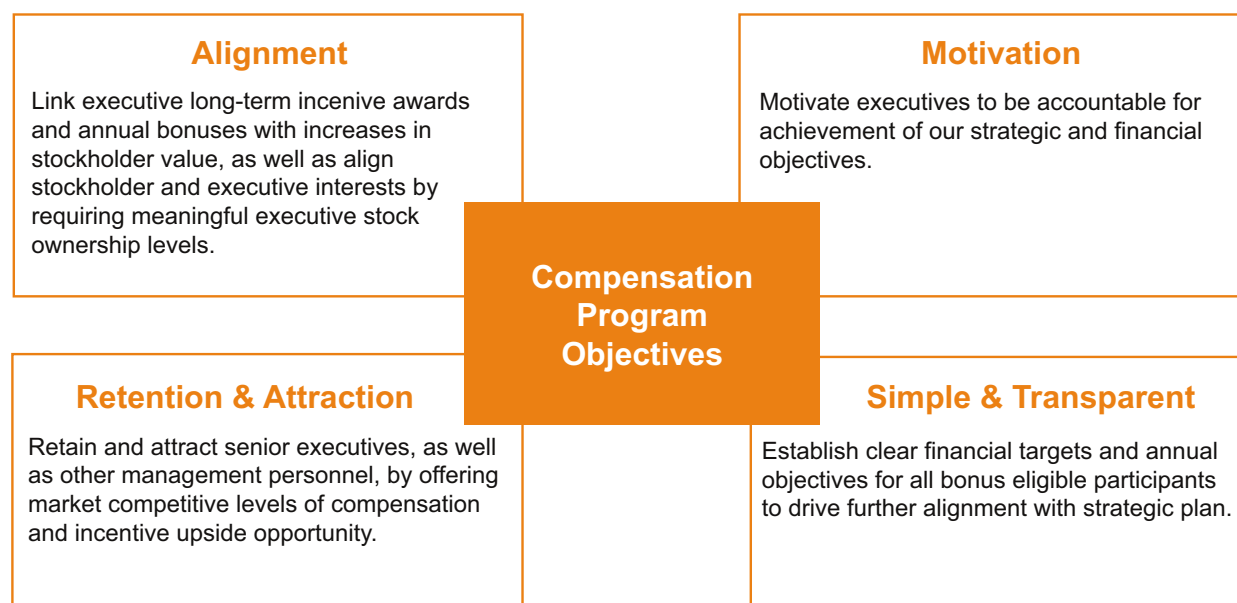 Alignment
Link executive long-term incenive awards
and annual bonuses with increases in
stockholder value, as well as align
stockholder and executive interests by
requiring meaningful executive stock
ownership levels.
Motivation
Motivate executives to be accountable for
achievement of our strategic and financial
objectives.
Compensation
Program
Objectives
Retention & Attraction
Retain and attract senior executives, as well
as other management personnel, by offering
market competitive levels of compensation
and incentive upside opportunity.
Simple & Transparent
Establish clear financial targets and annual
objectives for all bonus eligible participants
to drive further alignment with strategic plan.